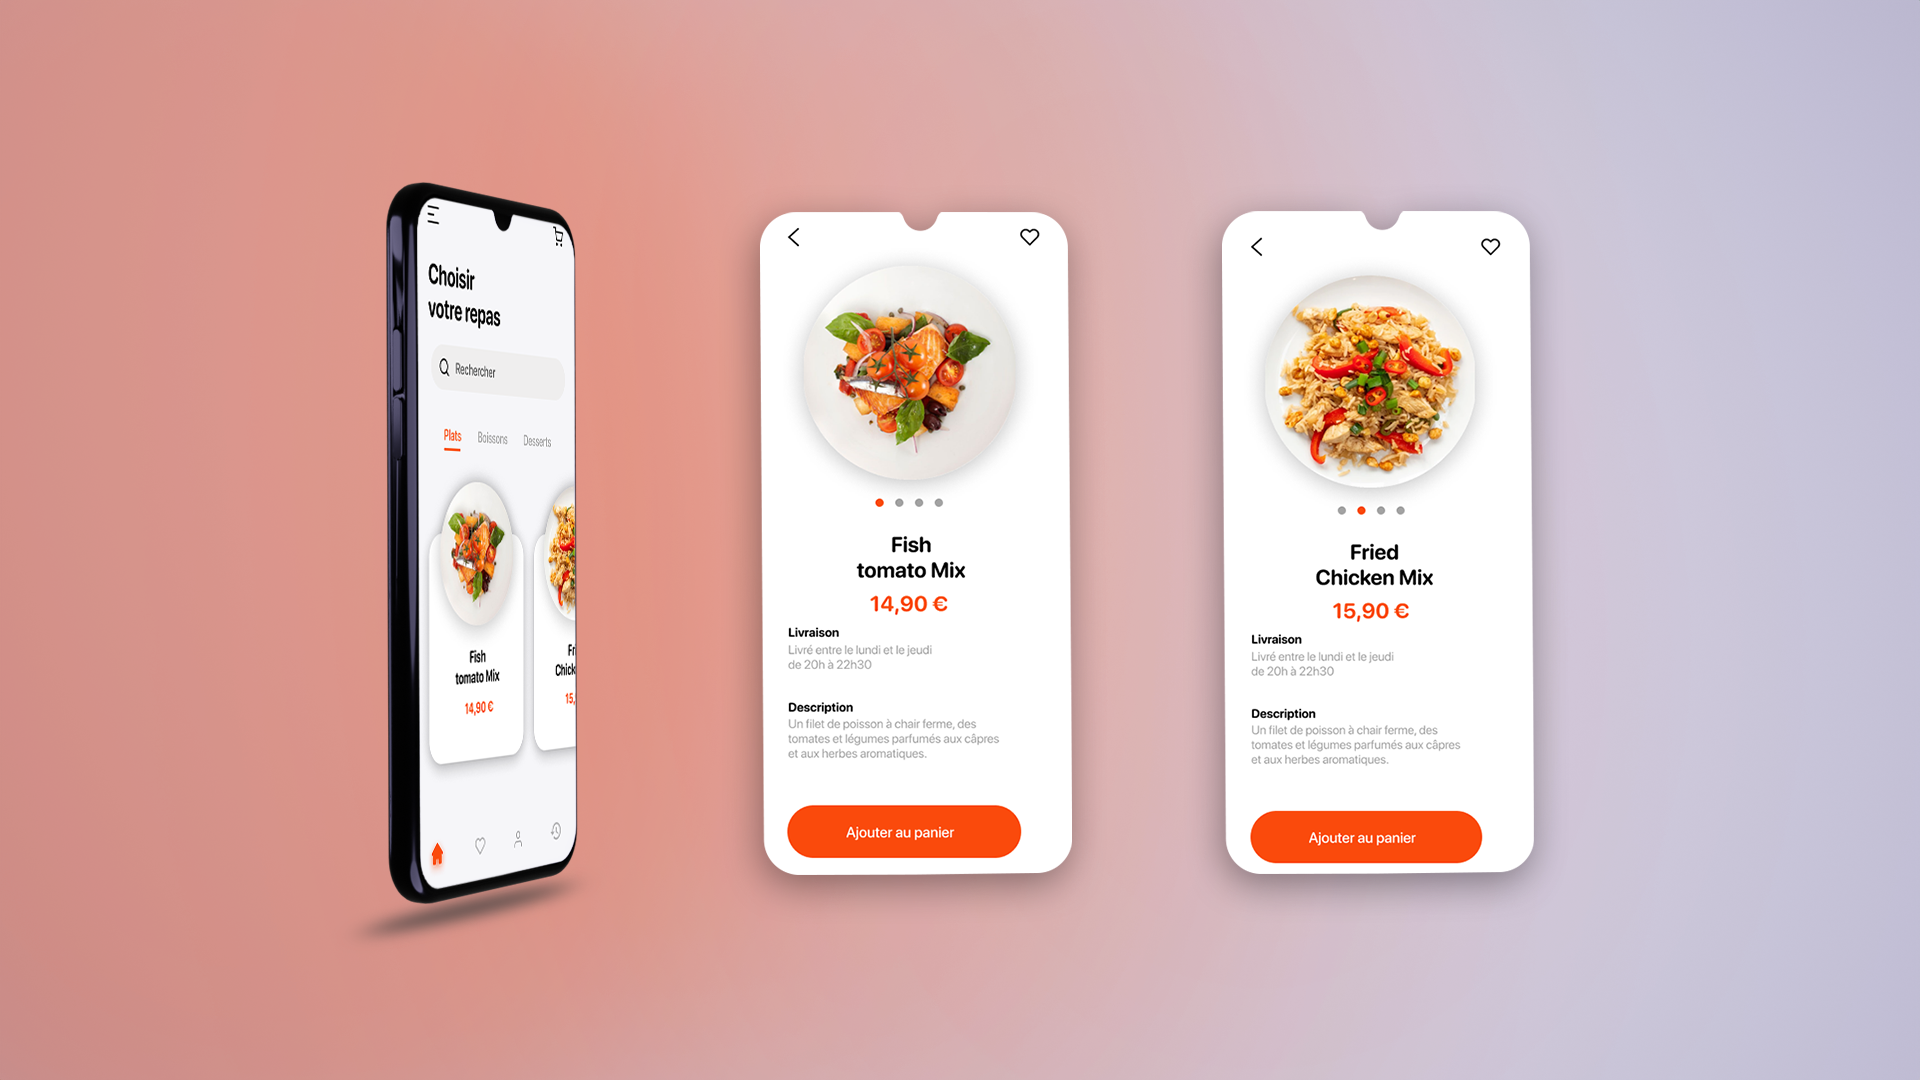 Choisir
votre repas
Rechercher
Plats Boissons Desserts
Fish
tomato Mix
14,90 €
Fr
Chick
15,
Fish
tomato Mix
14,90 €
Livraison
Livré entre le lundi et le jeudi
de 20h à 22h30
Description
Un filet de poisson à chair ferme, des
tomates et légumes parfumés aux câpres
et aux herbes aromatiques.
Ajouter au panier
Fried
Chicken Mix
15,90 €
Livraison
Livré entre le lundi et le jeudi
de 20h à 22h30
Description
Un filet de poisson à chair ferme, des
tomates et légumes parfumés aux câpres
et aux herbes aromatiques.
Ajouter au panier